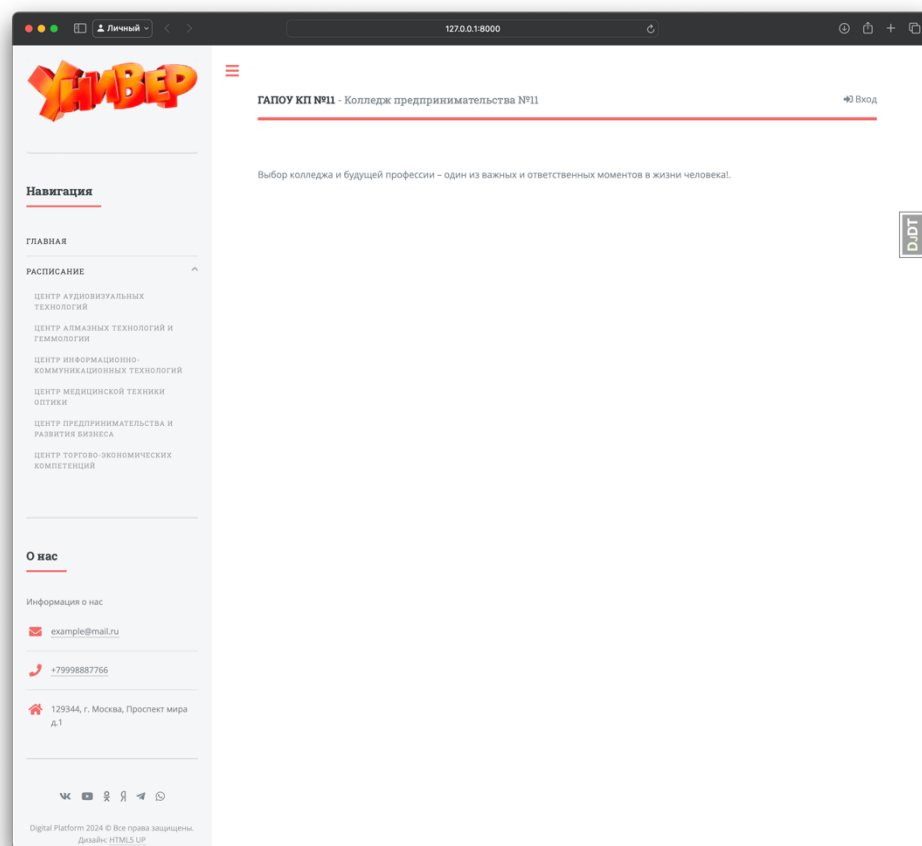 Личный
127.0.0.1:8000
УНИВЕР
ГАПОУ КП №11 - Колледж предпринимательства №11
Вход
Выбор колледжа и будущей профессии – один из важных и ответственных моментов в жизни человека!.
DJDT
Навигация
ГЛАВНАЯ
РАСПИСАНИЕ
ЦЕНТР АУДИОВИЗУАЛЬНЫХ
ТЕХНОЛОГИЙ
ЦЕНТР АЛМАЗНЫХ ТЕХНОЛОГИЙ И
ГЕММОЛОГИИ
ЦЕНТР ИНФОРМАЦИОННО-
КОММУНИКАЦИОННЫХ ТЕХНОЛОГИЙ
ЦЕНТР МЕДИЦИНСКОЙ ТЕХНИКИ
ОПТИКИ
ЦЕНТР ПРЕДПРИНИМАТЕЛЬСТВА И
РАЗВИТИЯ БИЗНЕСА
ЦЕНТР ТОРГОВО-ЭКОНОМИЧЕСКИХ
КОМПЕТЕНЦИЙ
О нас
Информация о нас
example@mail.ru
+79998887766
129344, г. Москва, Проспект мира
д.1
Digital Platform 2024 © Все права защищены.
Дизайн: HTML5 UP